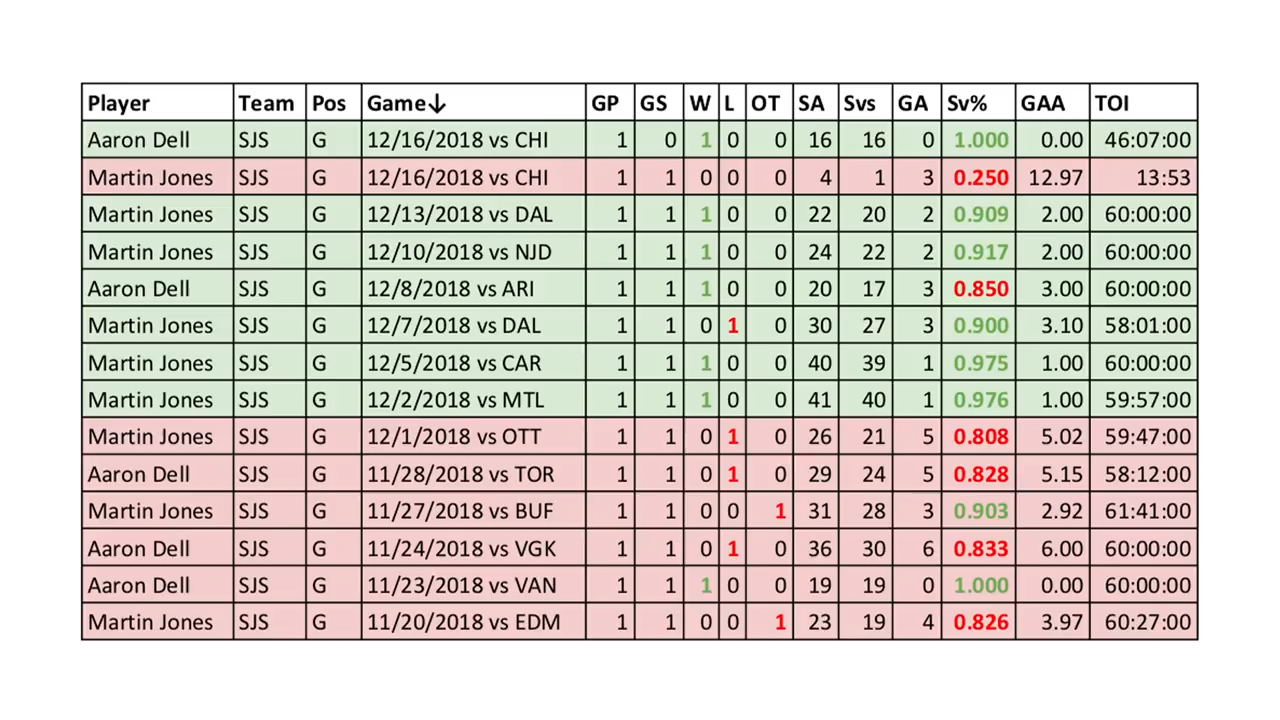 Player Team Pos Game↓ GP GS W L OT SA Svs GA Sv% GAA TOI
Aaron Dell SJS G 12/16/2018 vs CHI 1 0 1 0 0 16 16 0 1.000 0.00 46:07:00
Martin Jones SJS G 12/16/2018 vs CHI 1 1 0 0 0 4 1 3 0.250 12.97 13:53
Martin Jones SJS G 12/13/2018 vs DAL 1 1 1 0 0 22 20 2 0.909 2.00 60:00:00
Martin Jones SJS G 12/10/2018 vs NJD 1 1 1 0 0 24 22 2 0.917 2.00 60:00:00
Aaron Dell SJS G 12/8/2018 vs ARI 1 1 1 0 0 20 17 3 0.850 3.00 60:00:00
Martin Jones SJS G 12/7/2018 vs DAL 1 1 0 1 0 30 27 3 0.900 3.10 58:01:00
Martin Jones SJS G 12/5/2018 vs CAR 1 1 1 0 0 40 39 1 0.975 1.00 60:00:00
Martin Jones SJS G 12/2/2018 vs MTL 1 1 1 0 0 41 40 1 0.976 1.00 59:57:00
Martin Jones SJS G 12/1/2018 vs OTT 1 1 0 1 0 26 21 5 0.808 5.02 59:47:00
Aaron Dell SJS G 11/28/2018 vs TOR 1 1 0 1 0 29 24 5 0.828 5.15 58:12:00
Martin Jones SJS G 11/27/2018 vs BUF 1 1 0 0 1 31 28 3 0.903 2.92 61:41:00
Aaron Dell SJS G 11/24/2018 vs VGK 1 1 0 1 0 36 30 6 0.833 6.00 60:00:00
Aaron Dell SJS G 11/23/2018 vs VAN 1 1 1 0 0 19 19 0 1.000 0.00 60:00:00
Martin Jones SJS G 11/20/2018 vs EDM 1 1 0 0 1 23 19 4 0.826 3.97 60:27:00